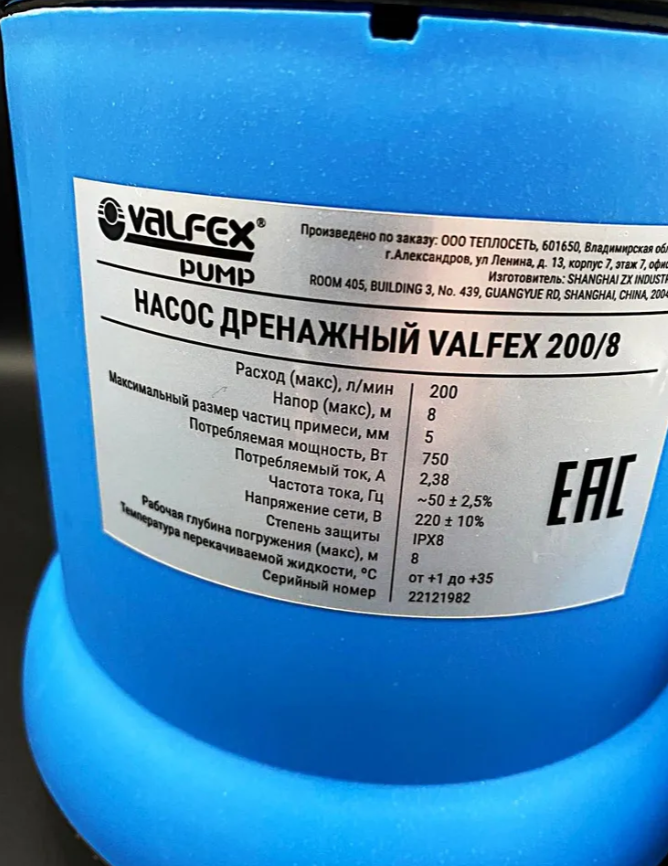 VALFEX®
PUMP
Произведено по заказу: ООО ТЕПЛОСЕТЬ, 601650, Владимирская
г.Александров, ул Ленина, д. 13, корпус 7, этаж 7,
Изготовитель: SHANGHAI ZX
ROOM 405, BUILDING 3, No. 439, GUANGYUE RD, SHANGHAI, CHINA,
НАСОС ДРЕНАЖНЫЙ VALFEX 200/8
Расход (макс), л/мин 200
Напор (макс), м 8
Максимальный размер частиц примеси, мм 5
Потребляемая мощность, Вт 750
Потребляемый ток, А 2,38
Частота тока, Гц ~50 ± 2,5%
Напряжение сети, В 220 ± 10%
Степень защиты IPX8
Рабочая глубина погружения (макс), м 8
Температура перекачиваемой жидкости, ºС от +1 до +35
Серийный номер 22121982
ЕАС